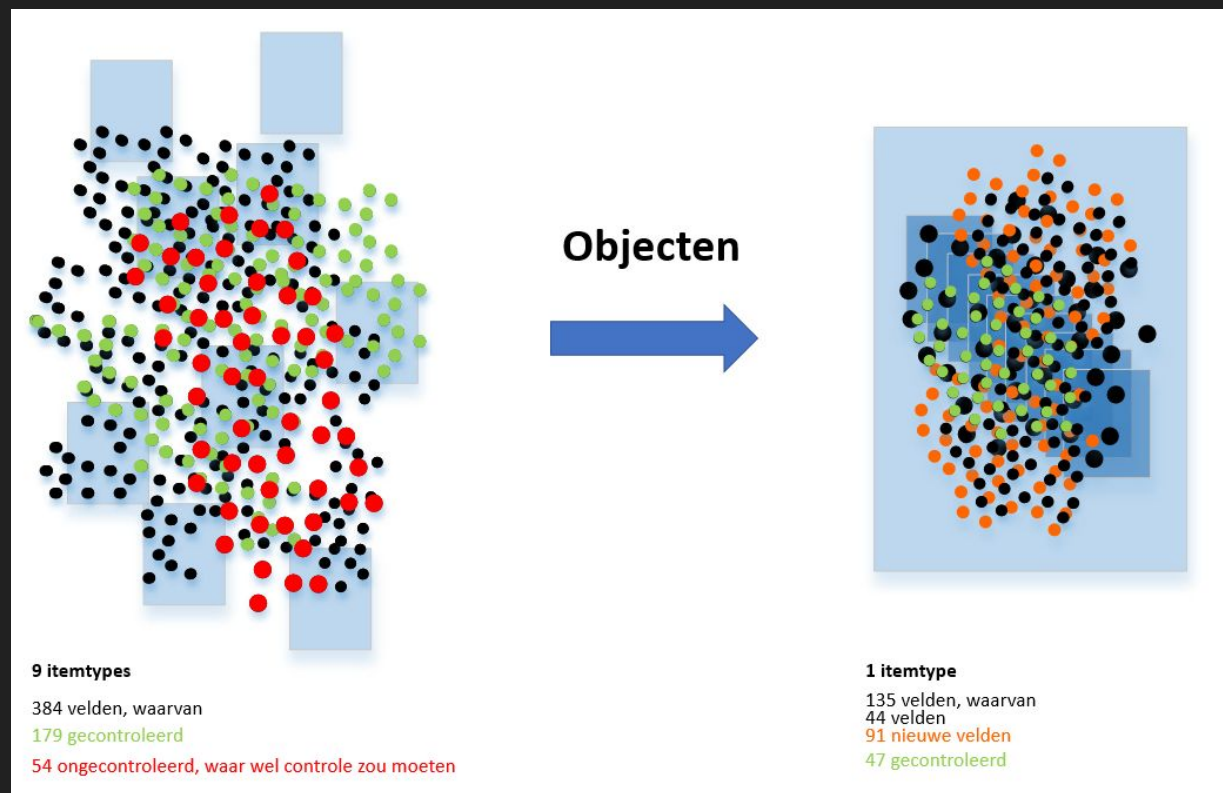 Objecten
9 itemtypes
384 velden, waarvan
179 gecontroleerd
54 ongecontroleerd, waar wel controle zou moeten
1 itemtype
135 velden, waarvan
44 velden
91 nieuwe velden
47 gecontroleerd